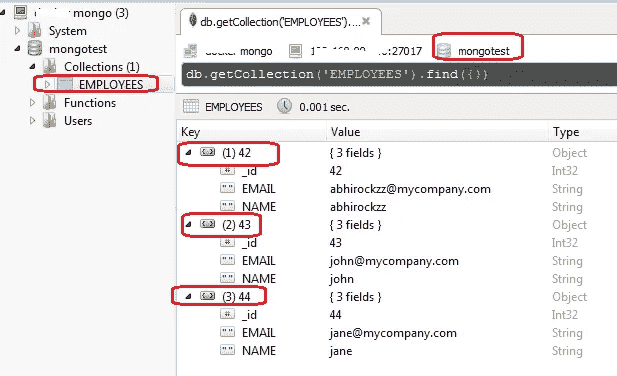 mongo (3)
System
mongotest
Collections (1)
EMPLOYEES
Functions
Users
db.getCollection('EMPLOYEES')....
docker mongo
:27017
mongotest
db.getCollection('EMPLOYEES').find({})
EMPLOYEES 0.001 sec.
Key Value Type
(1) 42 { 3 fields } Object
_id 42 Int32
EMAIL abhirockzz@mycompany.com String
NAME abhirockzz String
(2) 43 { 3 fields } Object
_id 43 Int32
EMAIL john@mycompany.com String
NAME john String
(3) 44 { 3 fields } Object
_id 44 Int32
EMAIL jane@mycompany.com String
NAME jane String